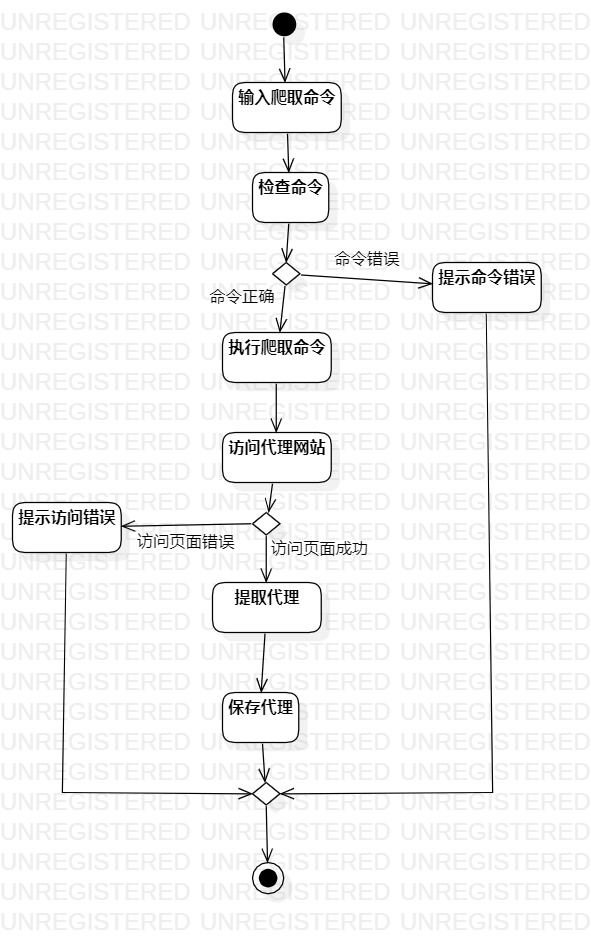 输入爬取命令
检查命令
命令错误
提示命令错误
命令正确
执行爬取命令
访问代理网站
提示访问错误
访问页面错误
访问页面成功
提取代理
保存代理
UNREGISTERED